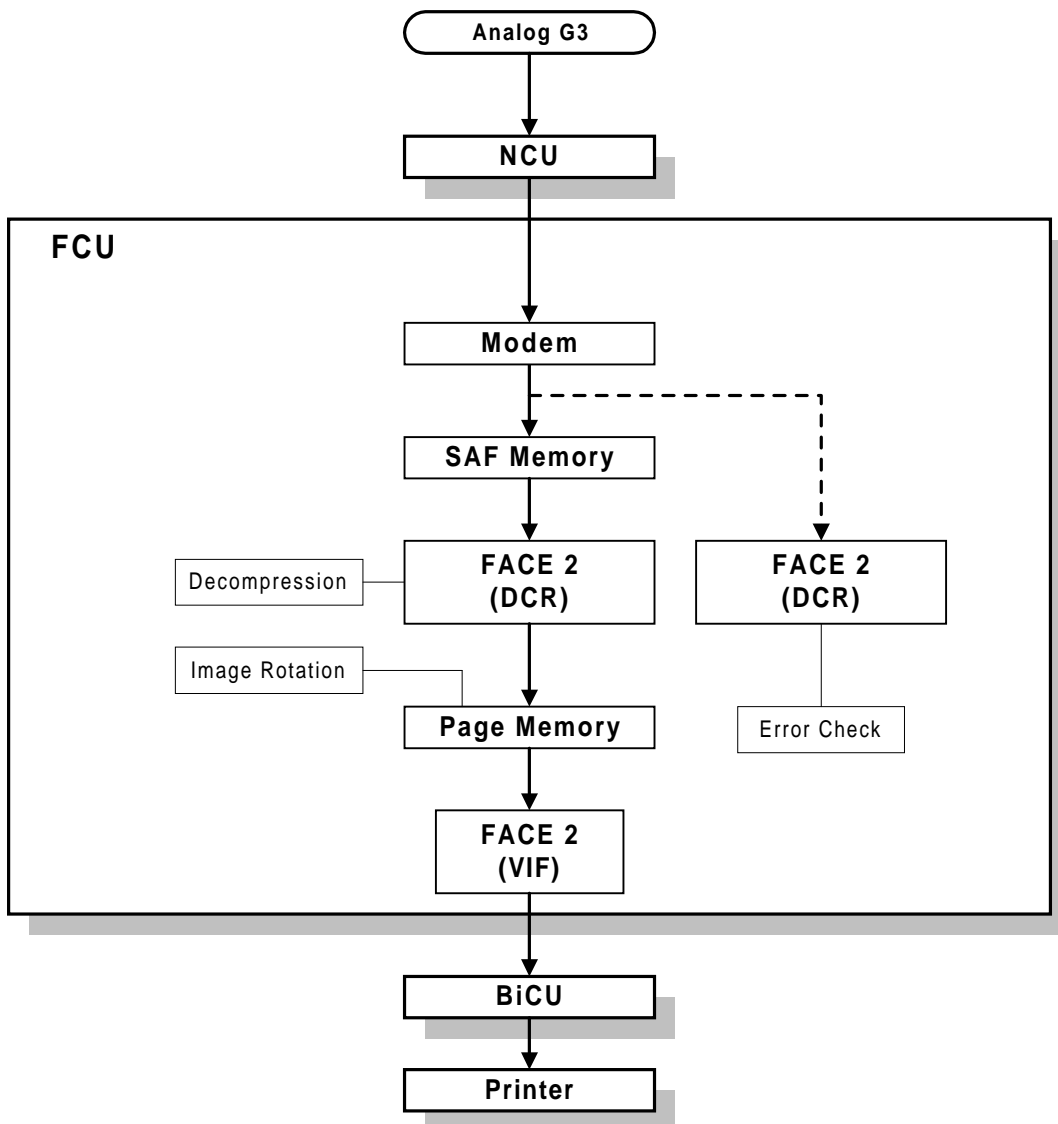 Analog G3
NCU
FCU
Modem
SAF Memory
FACE 2
(DCR)
FACE 2
(DCR)
Decompression
Image Rotation
Page Memory
Error Check
FACE 2
(VIF)
BiCU
Printer